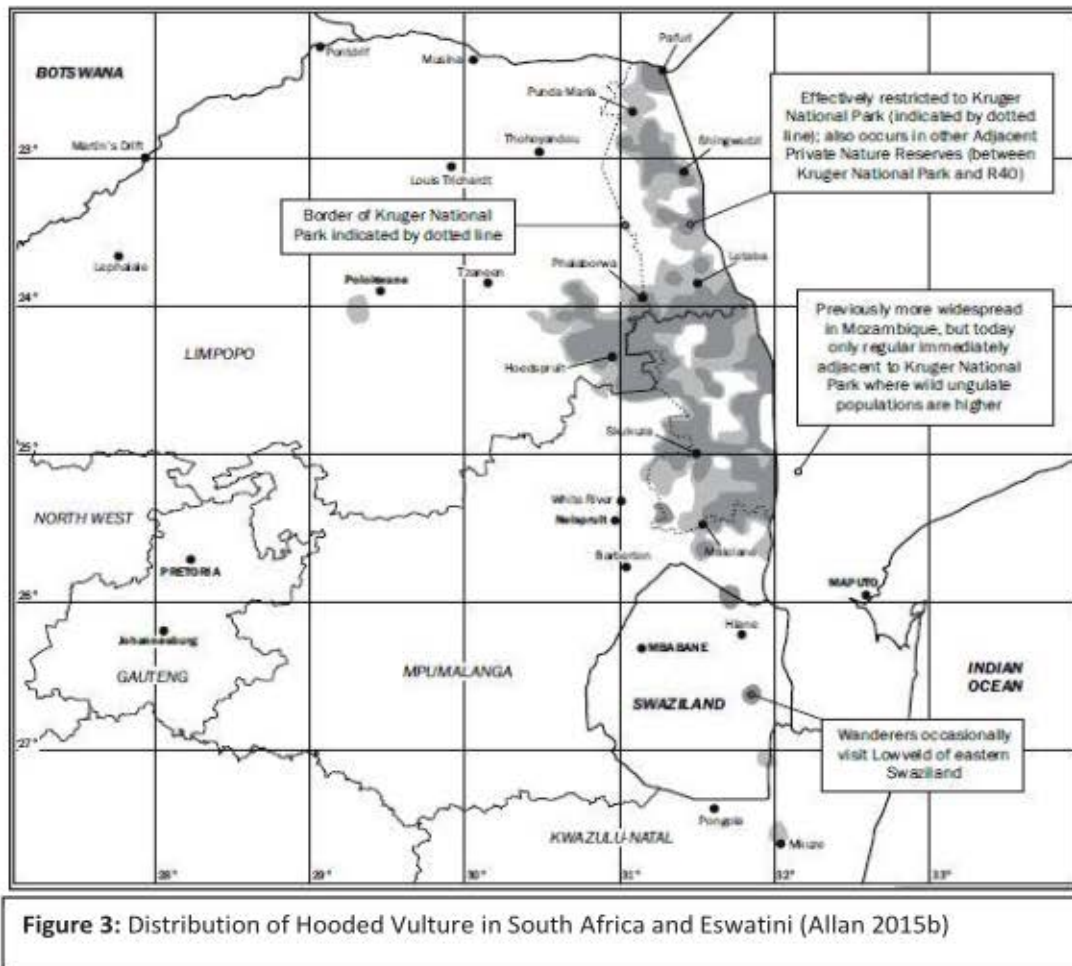 Pafuri
Pontdrif
Musina
BOTSWANA
Punda Maria
Effectively restricted to Kruger
National Park (indicated by dotted
line); also occurs in other Adjacent
Private Nature Reserves (between
Kruger National Park and R40)
Martin's Drift
23°
Thohoyandou
Shingwedzi
Louis Trichardt
Border of Kruger National
Park indicated by dotted line
Lephalale
Polokwane
Tzaneen
Phalaborwa
Letaba
24°
Previously more widespread
in Mozambique, but today
only regular immediately
adjacent to Kruger National
Park where wild ungulate
populations are higher
LIMPOPO
Hoedspruit
25°
Skukuza
NORTH WEST
White River
Nelspruit
Malelane
PRETORIA
Barberton
MAPUTO
26°
Johannesburg
GAUTENG
Hlane
MBABANE
MPUMALANGA
SWAZILAND
INDIAN
OCEAN
27°
Wanderers occasionally
visit Lowveld of eastern
Swaziland
Pongola
KWAZULU-NATAL
Mkuze
28°
29°
30°
31°
32°
33°
Figure 3: Distribution of Hooded Vulture in South Africa and Eswatini (Allan 2015b)